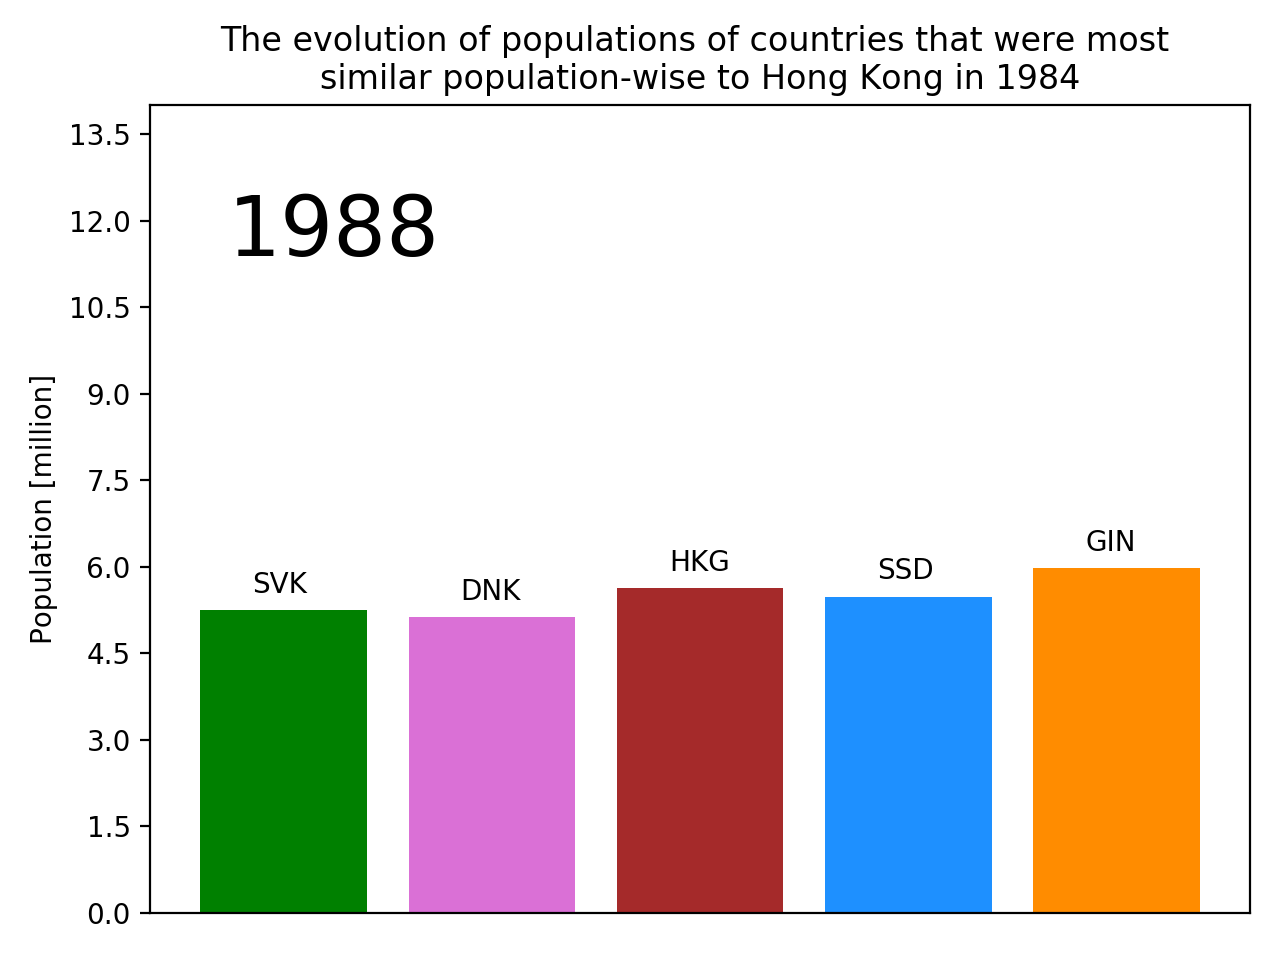 The evolution of populations of countries that were most
similar population-wise to Hong Kong in 1984
13.5
12.0
10.5
9.0
7.5
6.0
4.5
3.0
1.5
0.0
Population [million]
1988
SVK
DNK
HKG
SSD
GIN